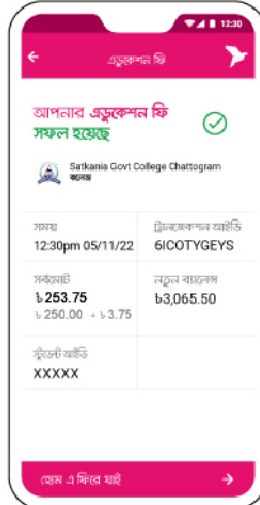 12:30
এডুকেশন ফি
আপনার এডুকেশন ফি
সফল হয়েছে
Satkania Govt College Chattogram
কলেজ
সময়
12:30pm 05/11/22
ট্রানজেকশন আইডি
6ICOTYGEYS
সর্বমোট
৳ 253.75
৳ 250.00 + ৳ 3.75
নতুন ব্যালেন্স
৳3,065.50
স্টুডেন্ট আইডি
XXXXX
হোম এ ফিরে যাই